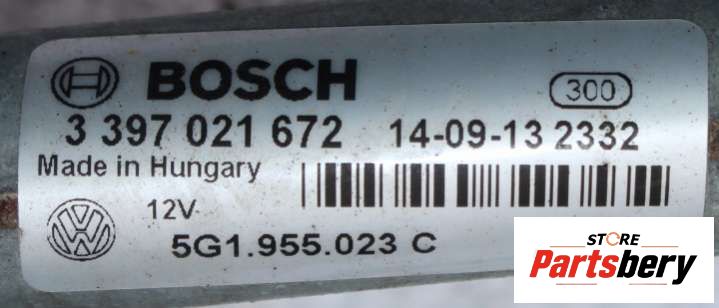 BOSCH 300
3 397 021 672 14-09-13 2332
Made in Hungary
12V
5G1.955.023 C
STORE
Partsbery